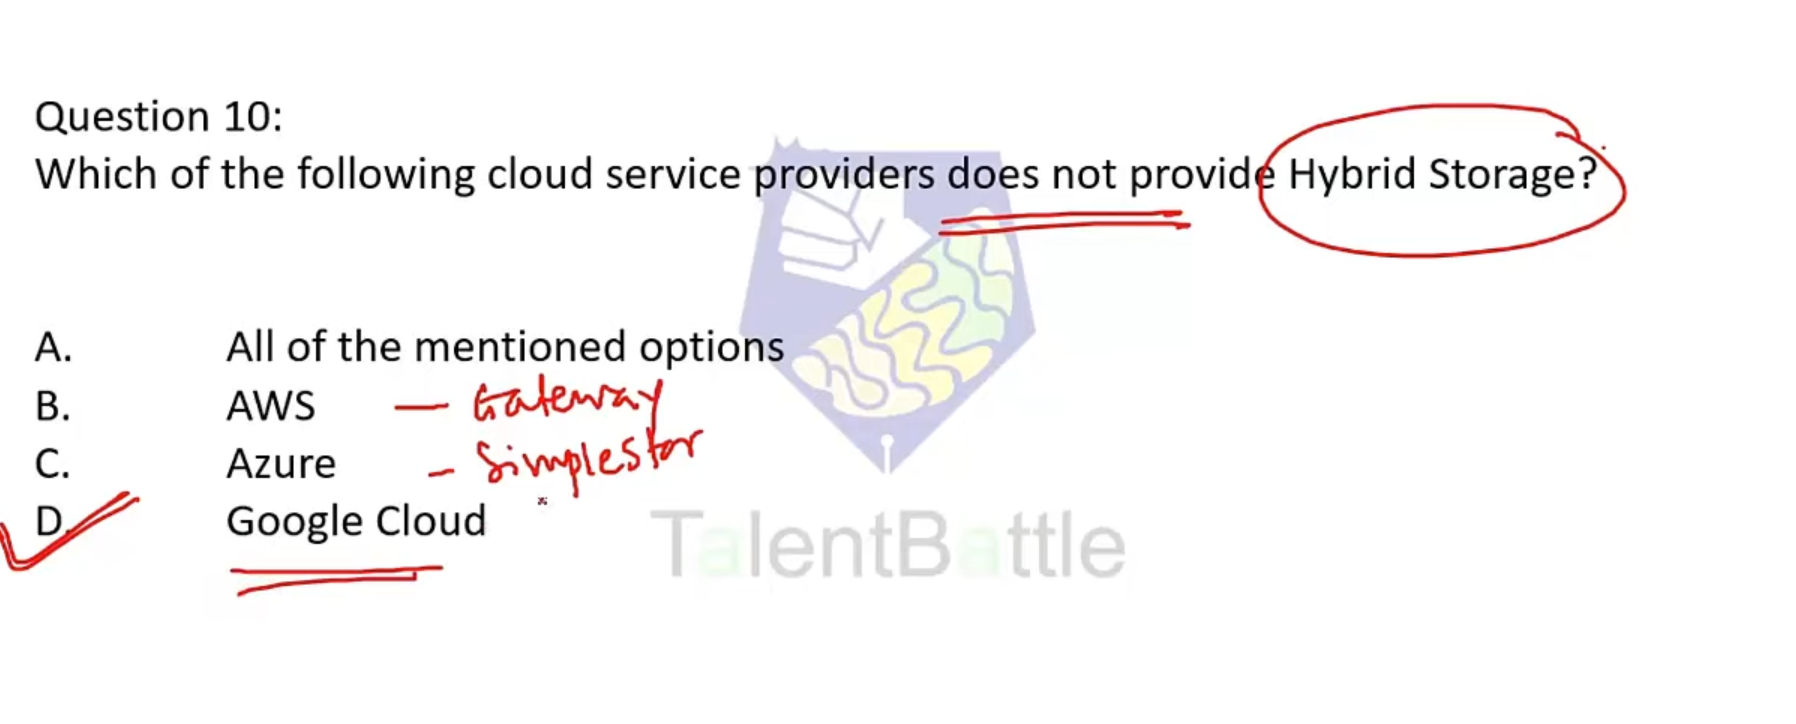 Question 10:
Which of the following cloud service providers does not provide Hybrid Storage?
A. All of the mentioned options
B. AWS — Gateway
C. Azure - Simplestor
D. Google Cloud
TalentBattle